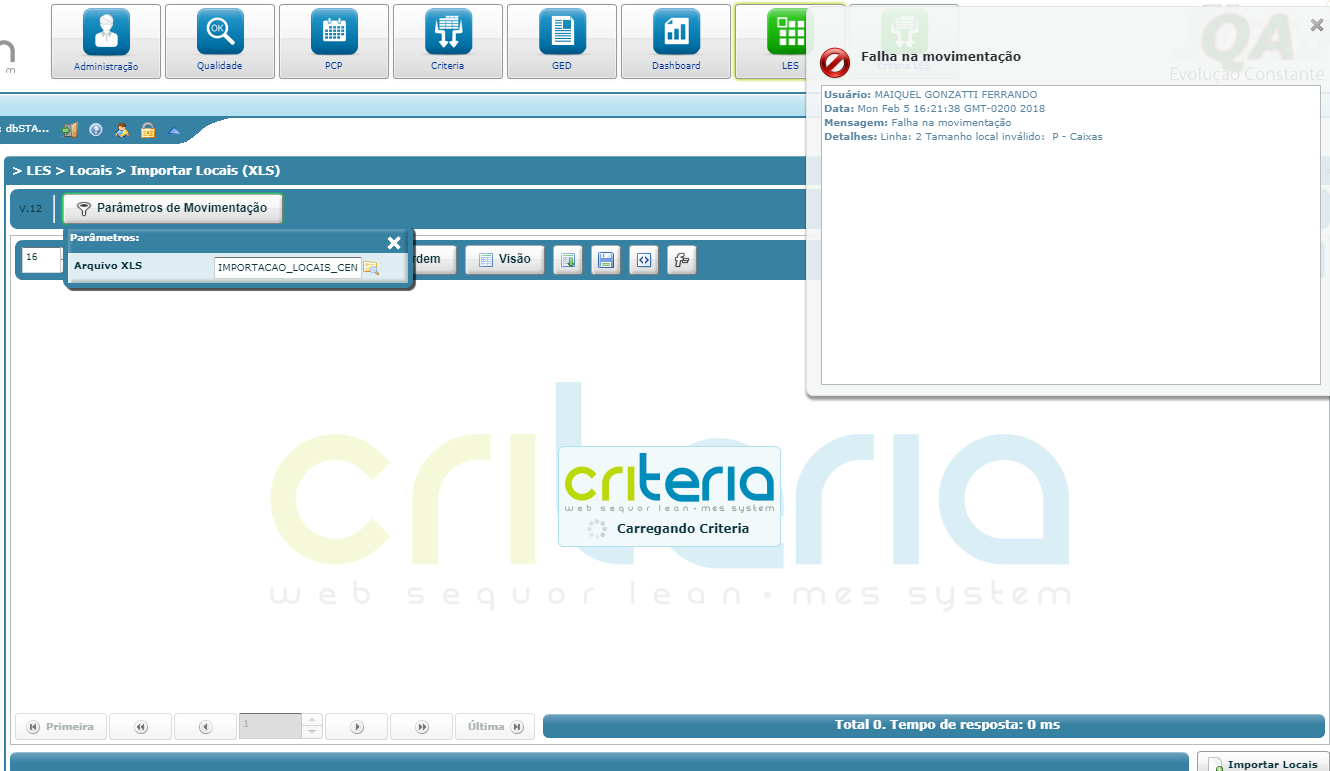 n
m
Administração
Qualidade
PCP
Criteria
GED
Dashboard
LES
Criteria LES
QA
Evolução Constante
Falha na movimentação
Usuário: MAIQUEL GONZATTI FERRANDO
Data: Mon Feb 5 16:21:38 GMT-0200 2018
Mensagem: Falha na movimentação
Detalhes: Linha: 2 Tamanho local inválido: P - Caixas
: dbSTA...
> LES > Locais > Importar Locais (XLS)
V.12
Parâmetros de Movimentação
Parâmetros:
Arquivo XLS
IMPORTACAO_LOCAIS_CEN
16
rdem
Visão
criteria
web sequor lean·mes system
criteria
web sequor lean·mes system
Carregando Criteria
Primeira
1
Última
Total 0. Tempo de resposta: 0 ms
Importar Locais